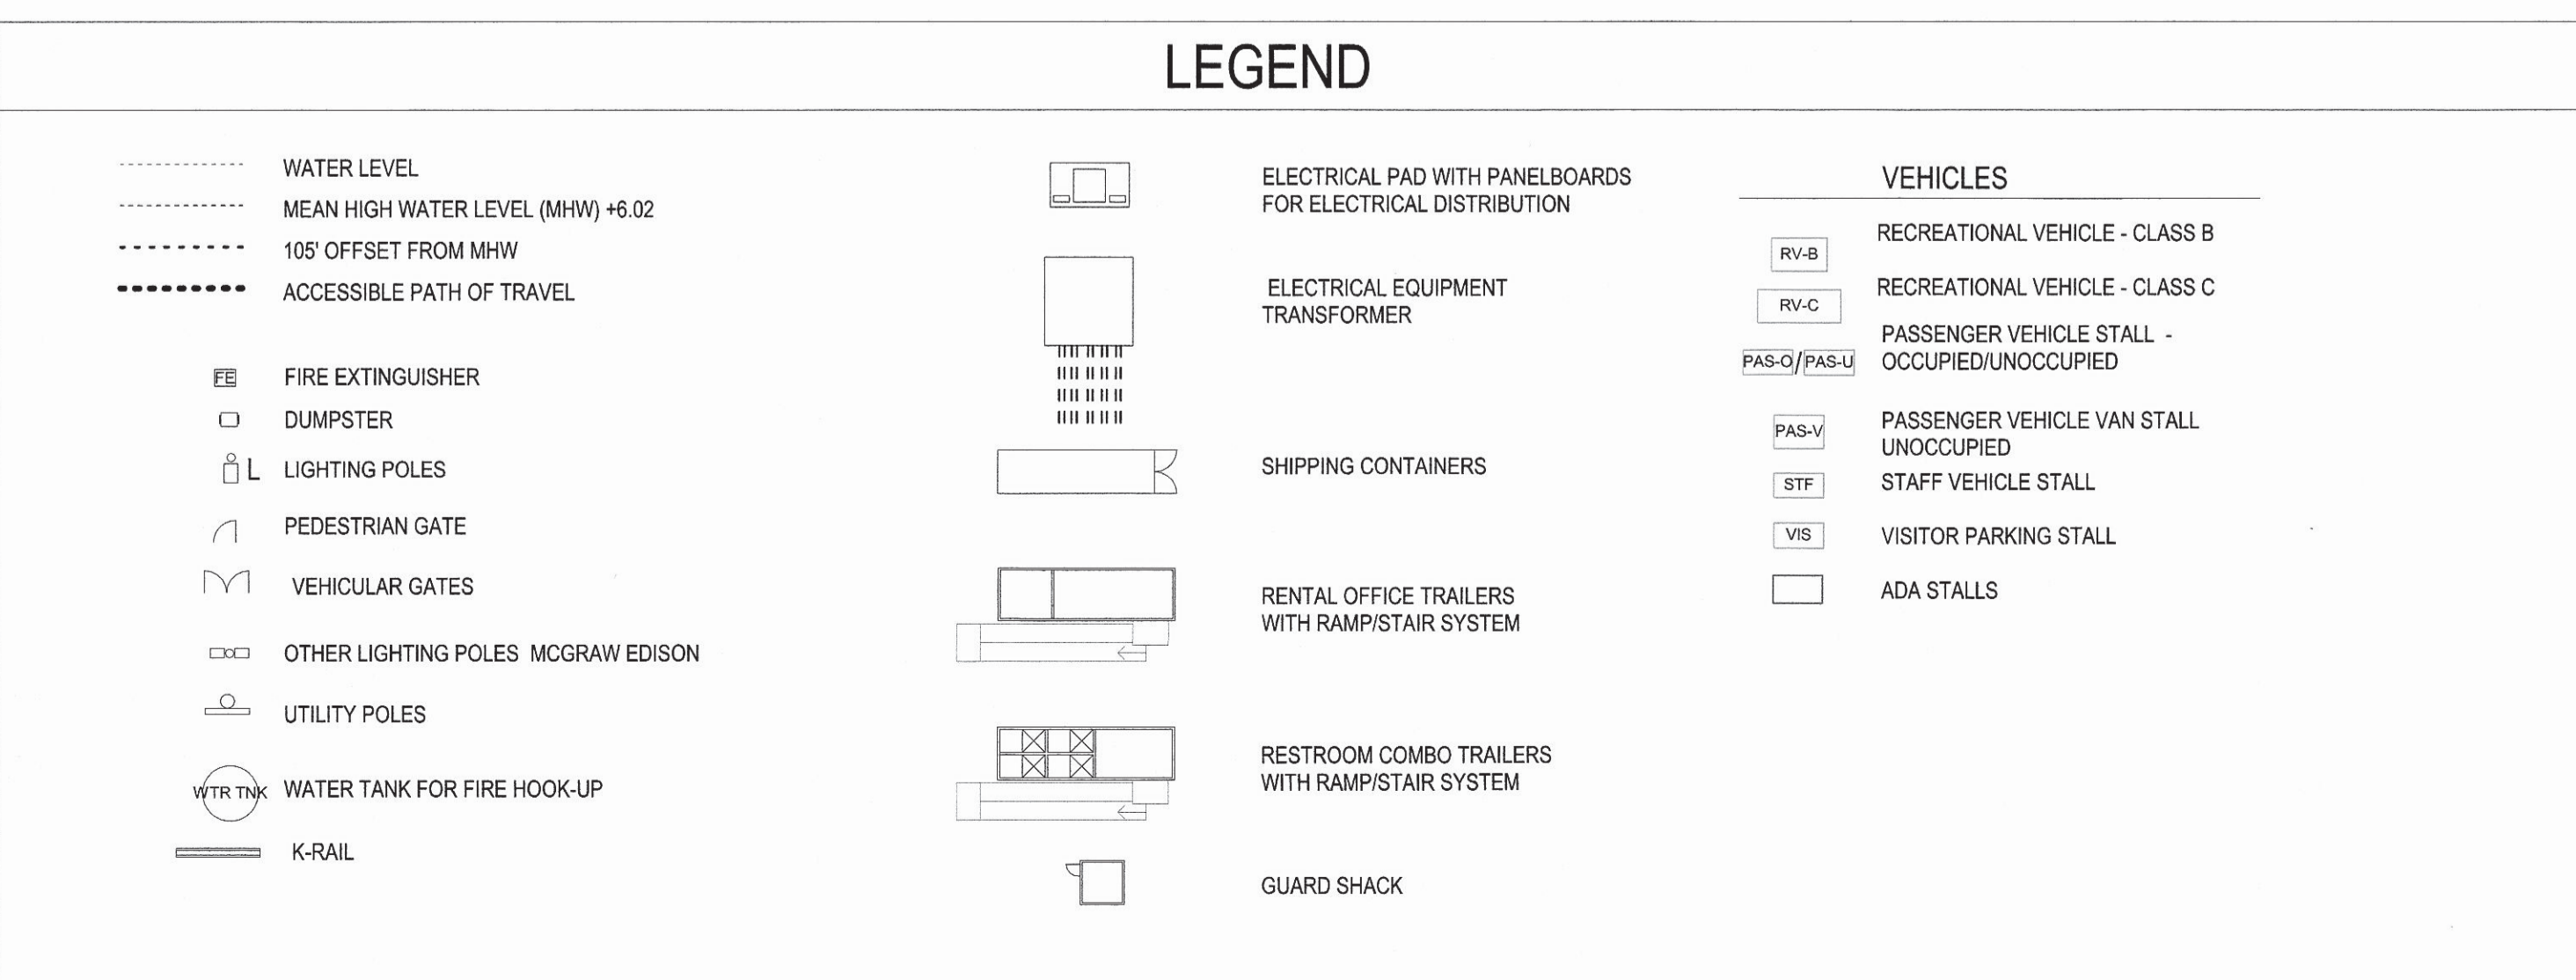 LEGEND
WATER LEVEL
MEAN HIGH WATER LEVEL (MHW) +6.02
105' OFFSET FROM MHW
ACCESSIBLE PATH OF TRAVEL
FE FIRE EXTINGUISHER
DUMPSTER
L LIGHTING POLES
PEDESTRIAN GATE
VEHICULAR GATES
OTHER LIGHTING POLES MCGRAW EDISON
UTILITY POLES
WTR TNK WATER TANK FOR FIRE HOOK-UP
K-RAIL
ELECTRICAL PAD WITH PANELBOARDS
FOR ELECTRICAL DISTRIBUTION
ELECTRICAL EQUIPMENT
TRANSFORMER
SHIPPING CONTAINERS
RENTAL OFFICE TRAILERS
WITH RAMP/STAIR SYSTEM
RESTROOM COMBO TRAILERS
WITH RAMP/STAIR SYSTEM
GUARD SHACK
VEHICLES
RV-B RECREATIONAL VEHICLE - CLASS B
RV-C RECREATIONAL VEHICLE - CLASS C
PASSENGER VEHICLE STALL -
PAS-O/PAS-U OCCUPIED/UNOCCUPIED
PAS-V PASSENGER VEHICLE VAN STALL
UNOCCUPIED
STF STAFF VEHICLE STALL
VIS VISITOR PARKING STALL
ADA STALLS